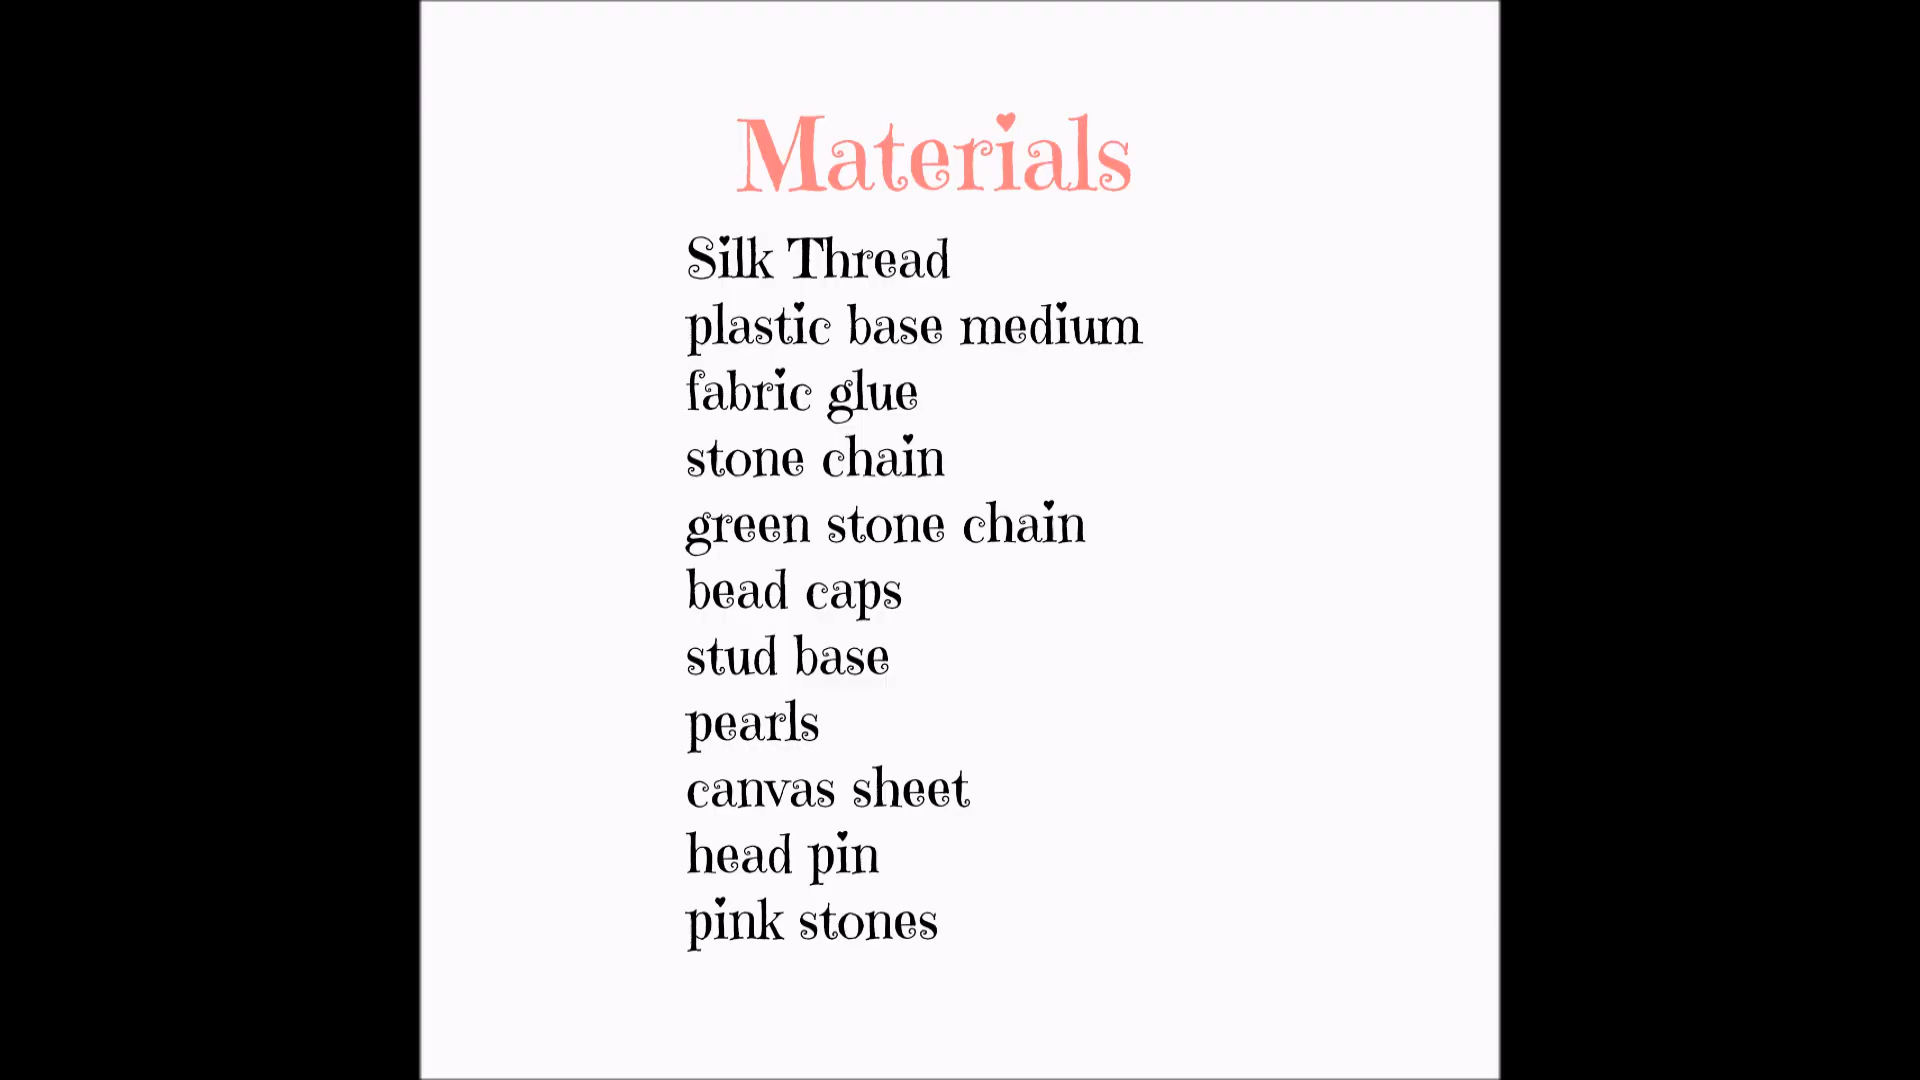 Materials
Silk Thread
plastic base medium
fabric glue
stone chain
green stone chain
bead caps
stud base
pearls
canvas sheet
head pin
pink stones